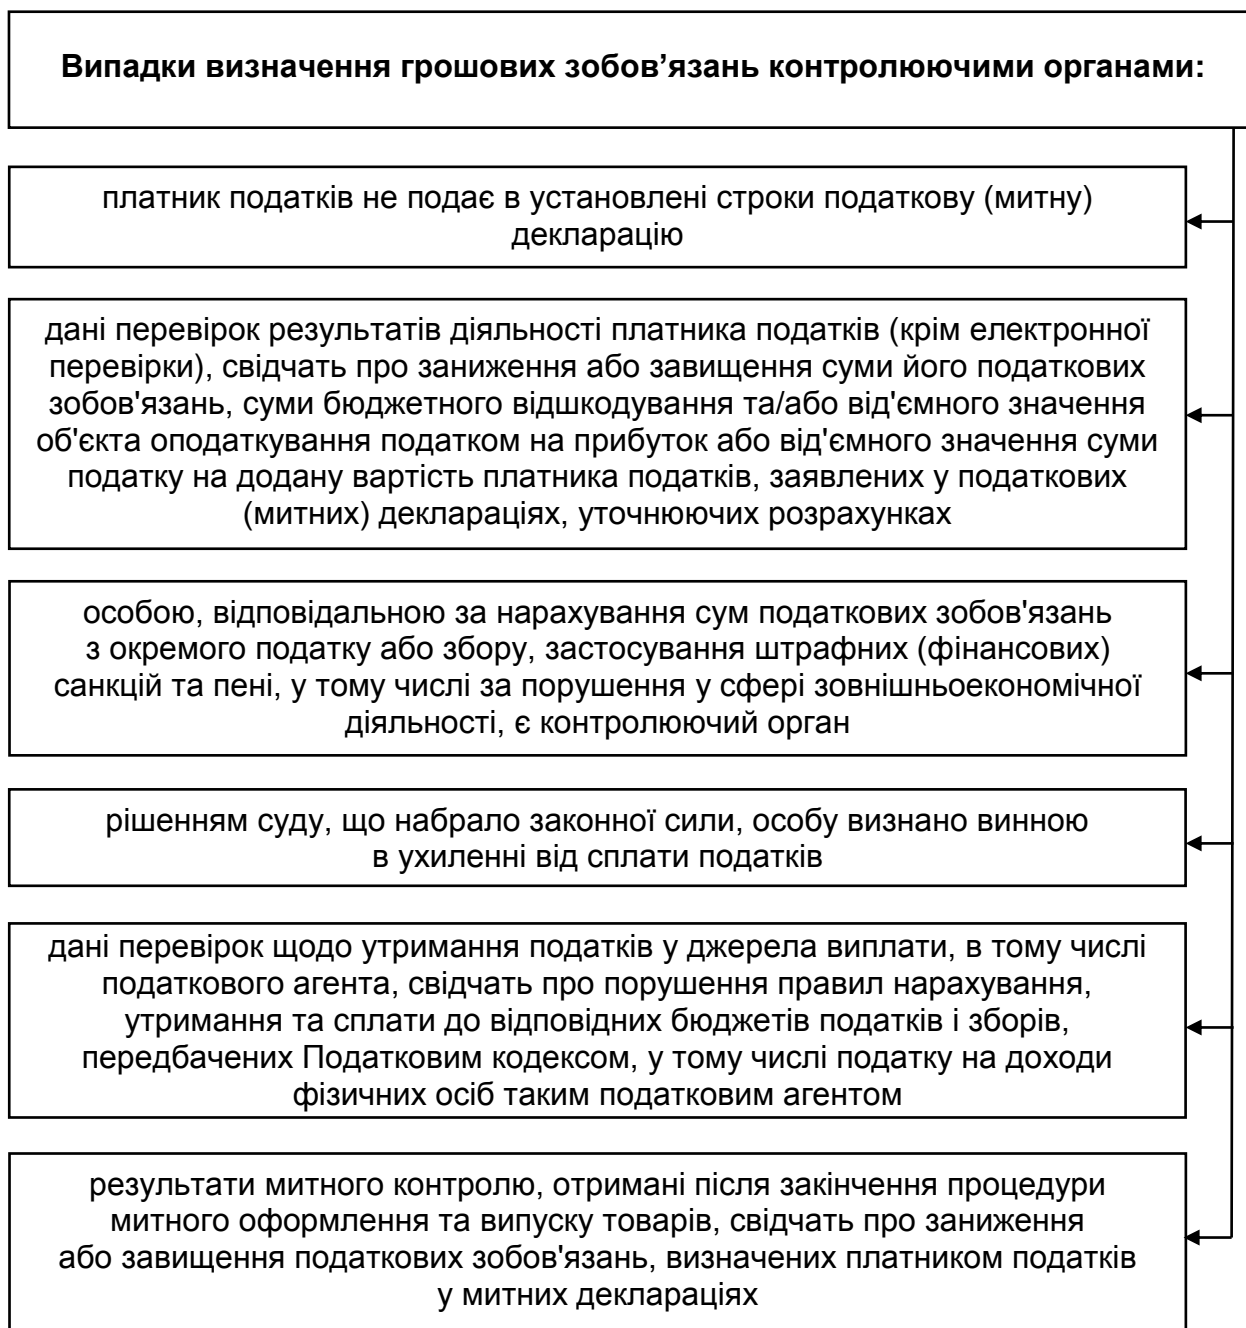 Випадки визначення грошових зобов’язань контролюючими органами:
платник податків не подає в установлені строки податкову (митну)
декларацію
дані перевірок результатів діяльності платника податків (крім електронної
перевірки), свідчать про заниження або завищення суми його податкових
зобов'язань, суми бюджетного відшкодування та/або від'ємного значення
об'єкта оподаткування податком на прибуток або від'ємного значення суми
податку на додану вартість платника податків, заявлених у податкових
(митних) деклараціях, уточнюючих розрахунках
особою, відповідальною за нарахування сум податкових зобов'язань
з окремого податку або збору, застосування штрафних (фінансових)
санкцій та пені, у тому числі за порушення у сфері зовнішньоекономічної
діяльності, є контролюючий орган
рішенням суду, що набрало законної сили, особу визнано винною
в ухиленні від сплати податків
дані перевірок щодо утримання податків у джерела виплати, в тому числі
податкового агента, свідчать про порушення правил нарахування,
утримання та сплати до відповідних бюджетів податків і зборів,
передбачених Податковим кодексом, у тому числі податку на доходи
фізичних осіб таким податковим агентом
результати митного контролю, отримані після закінчення процедури
митного оформлення та випуску товарів, свідчать про заниження
або завищення податкових зобов'язань, визначених платником податків
у митних деклараціях